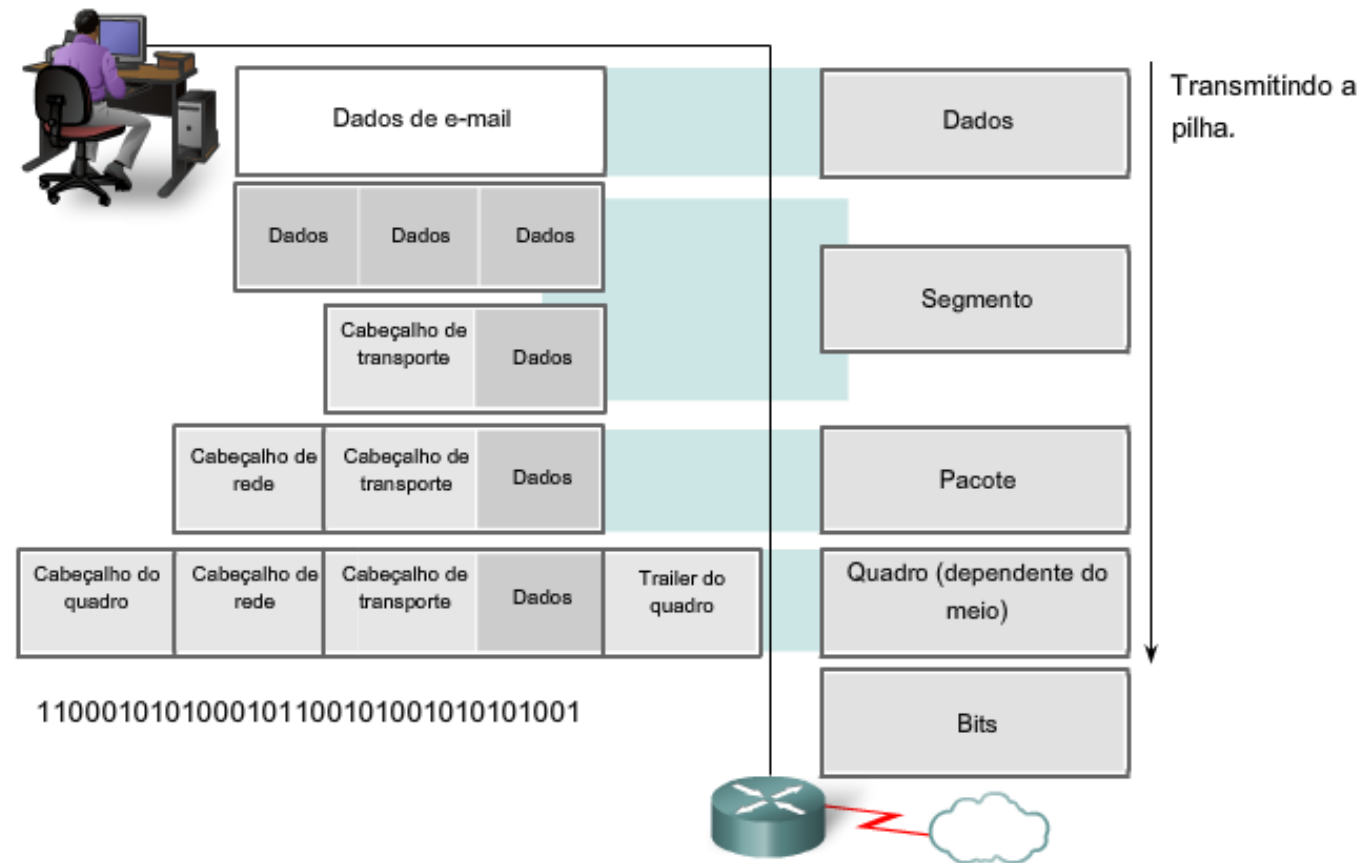 Dados de e-mail
Dados
Transmitindo a
pilha.
Dados
Dados
Dados
Segmento
Cabeçalho de
transporte
Dados
Cabeçalho de
rede
Cabeçalho de
transporte
Dados
Pacote
Cabeçalho do
quadro
Cabeçalho de
rede
Cabeçalho de
transporte
Dados
Trailer do
quadro
Quadro (dependente do
meio)
1100010101000101100101001010101001
Bits